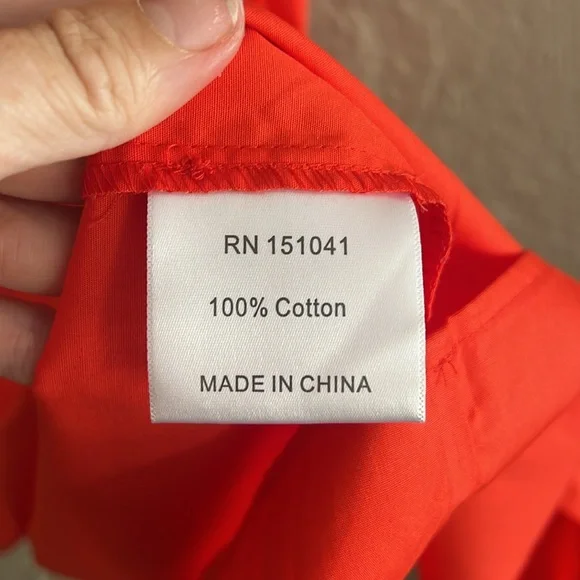 RN 151041
100% Cotton
MADE IN CHINA